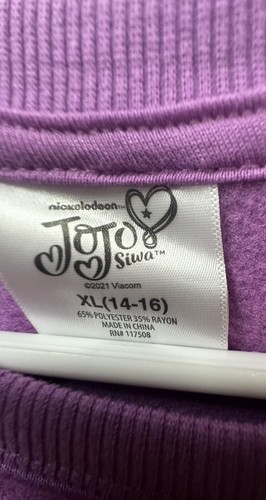 nickelodeon™
JoJo
Siwa™
©2021 Viacom
XL(14-16)
65% POLYESTER 35% RAYON
MADE IN CHINA
RN# 117508